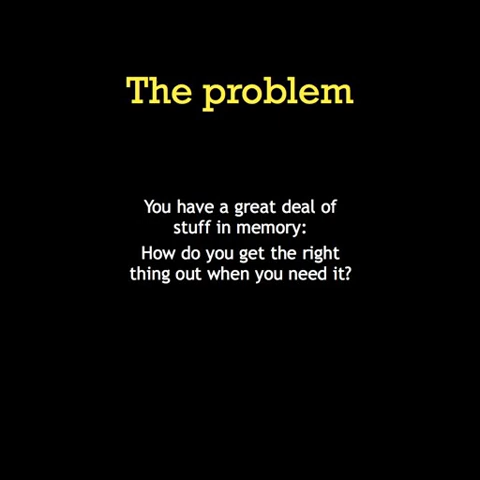 The problem
You have a great deal of
stuff in memory:
How do you get the right
thing out when you need it?